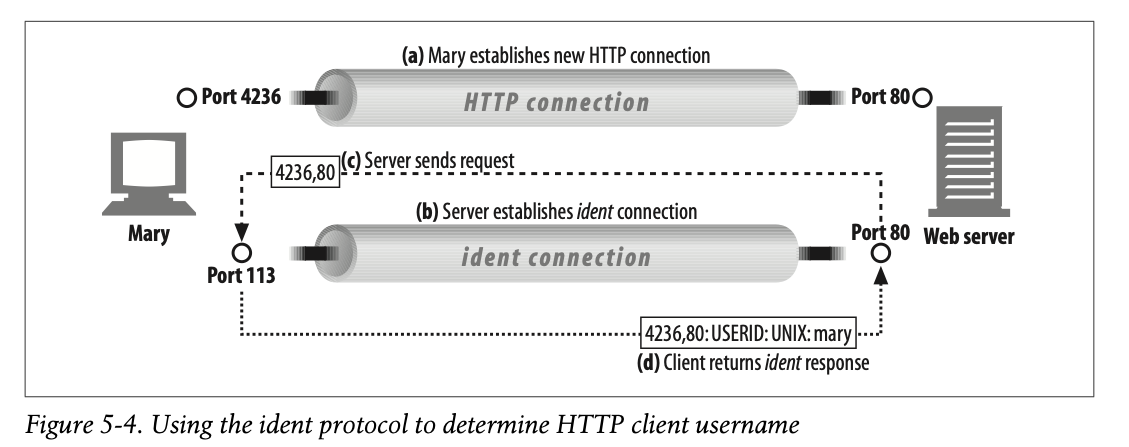 (a) Mary establishes new HTTP connection
Port 4236
HTTP connection
Port 80
4236,80
(c) Server sends request
(b) Server establishes ident connection
Mary
Port 80
Web server
Port 113
ident connection
4236,80: USERID: UNIX: mary
(d) Client returns ident response
Figure 5-4. Using the ident protocol to determine HTTP client username